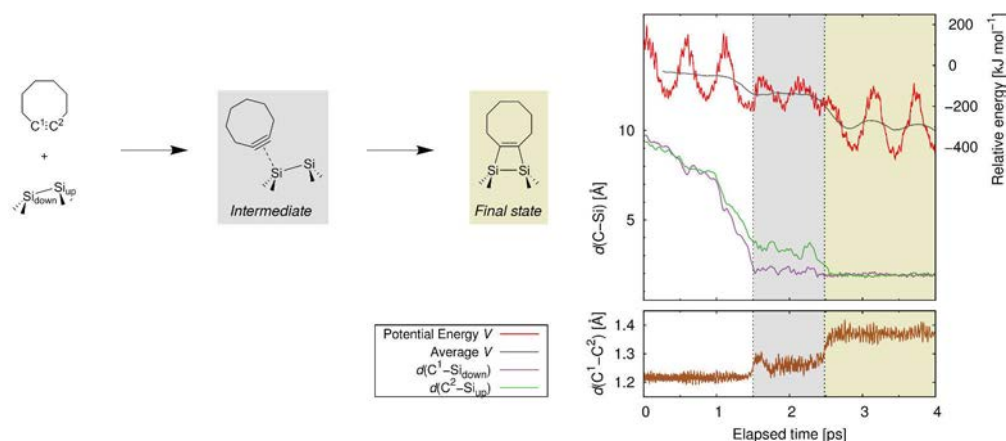 C¹ C²
+
Si_down Si_up
Si Si
Intermediate
Si Si
Final state
Potential Energy V
Average V
d(C¹–Si_down)
d(C²–Si_up)
200
0
−200
−400
Relative energy [kJ mol⁻¹]
10
5
d(C–Si) [Å]
1.4
1.3
1.2
d(C¹–C²) [Å]
0 1 2 3 4
Elapsed time [ps]